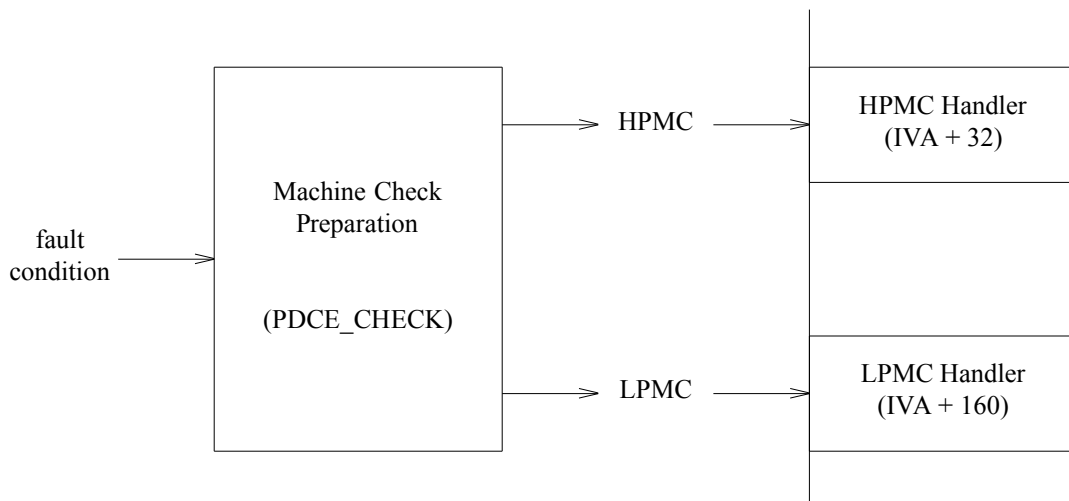 fault
condition
Machine Check
Preparation
(PDCE_CHECK)
HPMC
HPMC Handler
(IVA + 32)
LPMC
LPMC Handler
(IVA + 160)